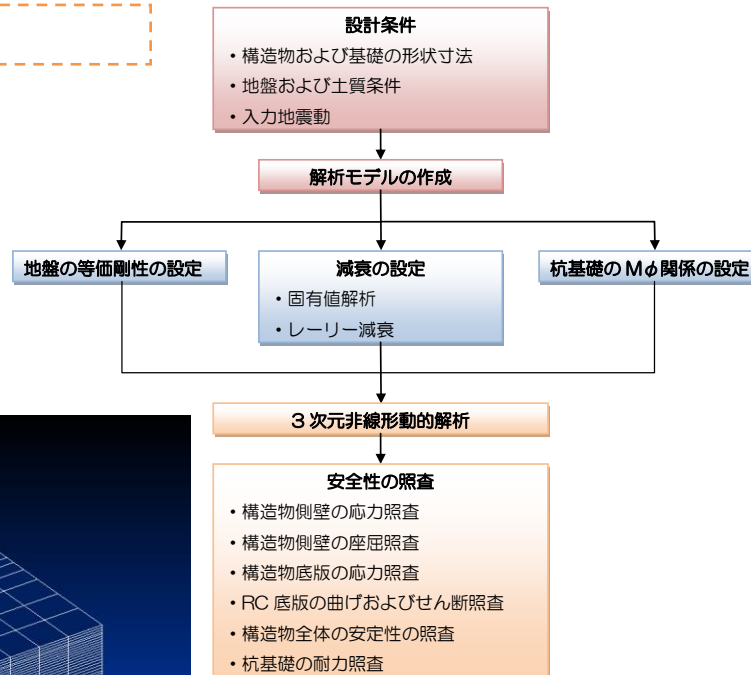 設計条件
・構造物および基礎の形状寸法
・地盤および土質条件
・入力地震動
解析モデルの作成
地盤の等価剛性の設定
減衰の設定
・固有値解析
・レーリー減衰
杭基礎のMφ関係の設定
3次元非線形動的解析
安全性の照査
・構造物側壁の応力照査
・構造物側壁の座屈照査
・構造物底版の応力照査
・RC 底版の曲げおよびせん断照査
・構造物全体の安定性の照査
・杭基礎の耐力照査